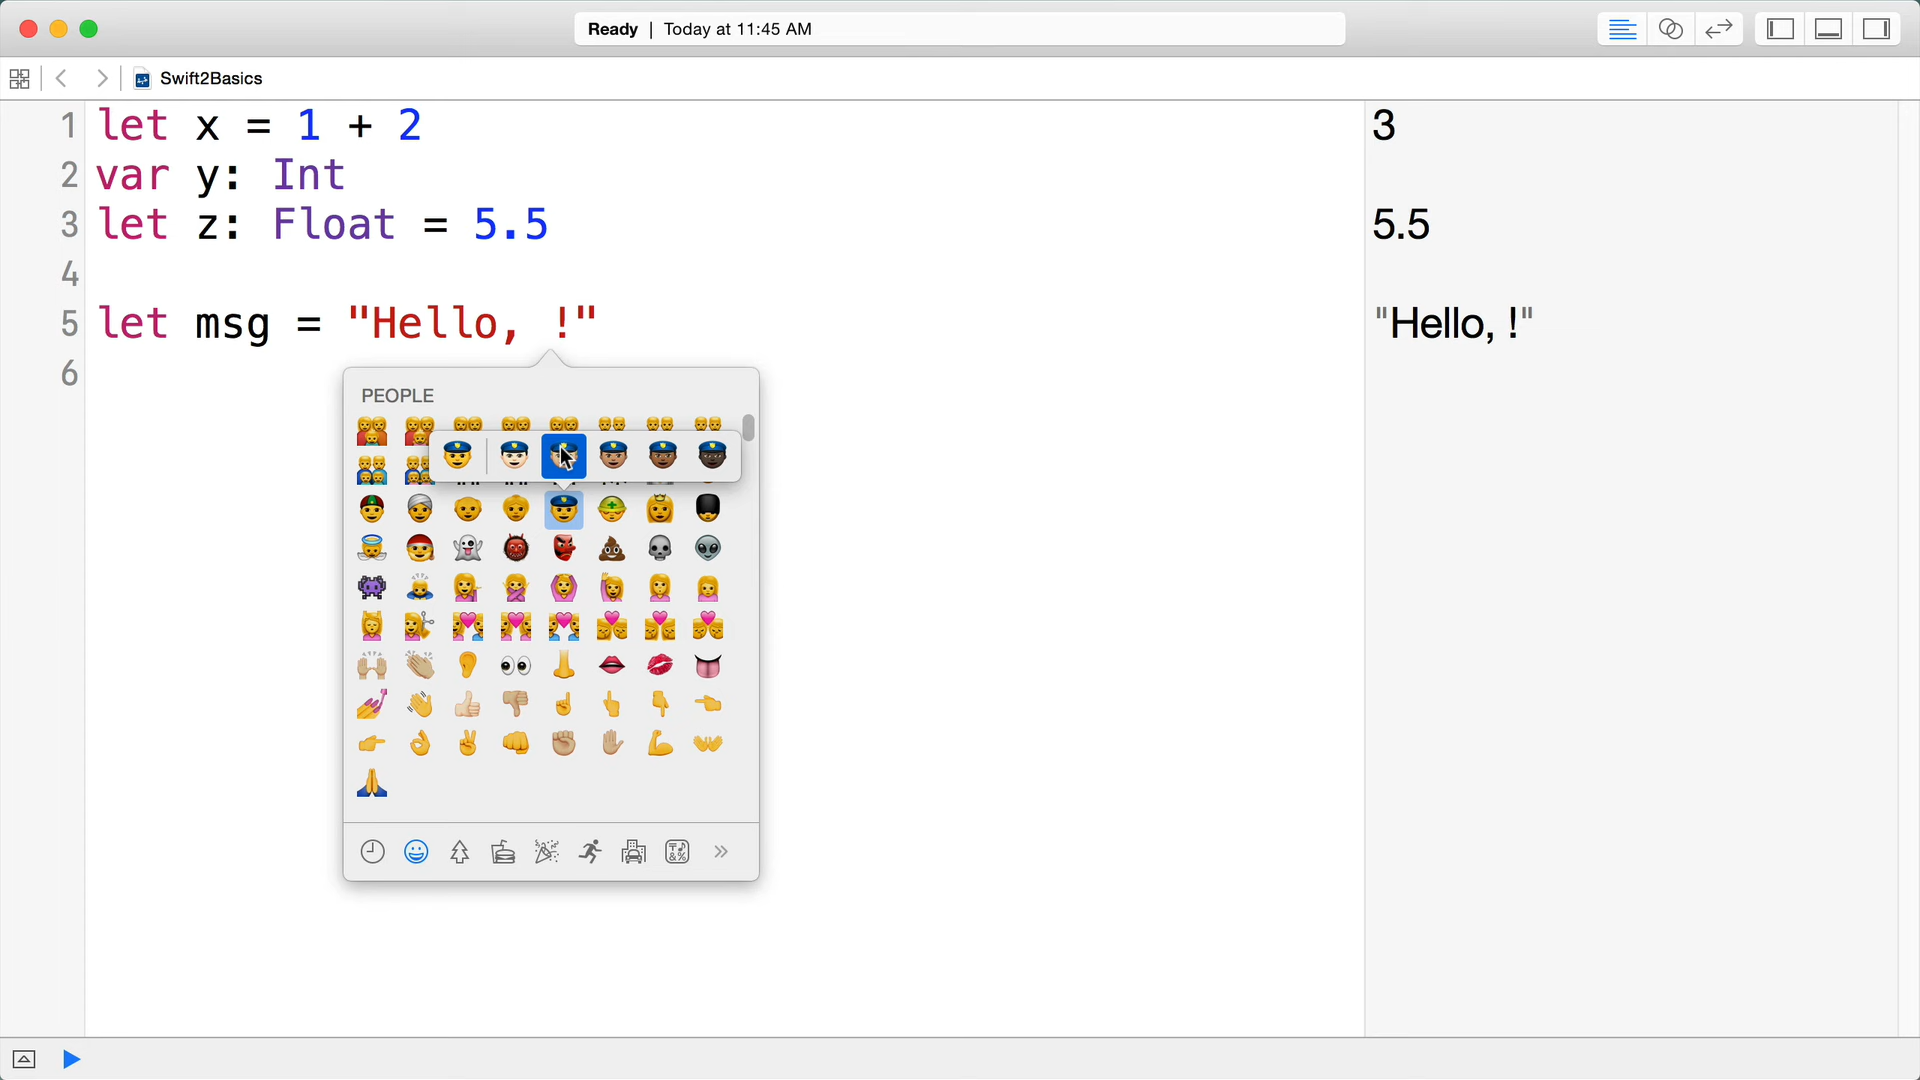 Ready | Today at 11:45 AM
Swift2Basics
1 let x = 1 + 2
3
2 var y: Int
3 let z: Float = 5.5
5.5
4
5 let msg = "Hello, !"
"Hello, !"
6
PEOPLE